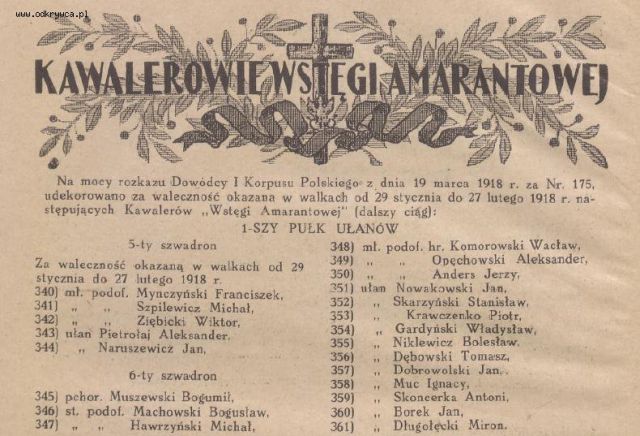 www.odkrywca.pl
KAWALEROWIE WSTĘGI AMARANTOWEJ
Na mocy rozkazu Dowódcy I Korpusu Polskiego z dnia 19 marca 1918 r. za Nr. 175,
udekorowano za waleczność okazaną w walkach od 29 stycznia do 27 lutego 1918 r. na-
stępujących Kawalerów „Wstęgi Amarantowej" (dalszy ciąg):
1-SZY PUŁK UŁANÓW
5-ty szwadron
Za waleczność okazaną w walkach od 29
stycznia do 27 lutego 1918 r.
340) mł. podof. Mynczyński Franciszek,
341) „ „ Szpilewicz Michał,
342) „ „ Ziębicki Wiktor,
343) ułan Pietrołaj Aleksander,
344) „ „ Naruszewicz Jan,
6-ty szwadron
345) pchor. Muszewski Bogumił,
346) st. podof. Machowski Bogusław,
347) „ „ Hawrzyński Michał,
348) mł. podof. hr. Komorowski Wacław,
349) „ „ Opęchowski Aleksander,
350) „ „ Anders Jerzy,
351) ułan Nowakowski Jan,
352) „ Skarzyński Stanisław,
353) „ Krawczenko Piotr,
354) „ Gardyński Władysław,
355) „ Niklewicz Bolesław,
356) „ Dębowski Tomasz,
357) „ Dobrowolski Jan,
358) „ Muc Ignacy,
359) „ Skoncerka Antoni,
360) „ Borek Jan,
361) „ Długołęcki Miron.